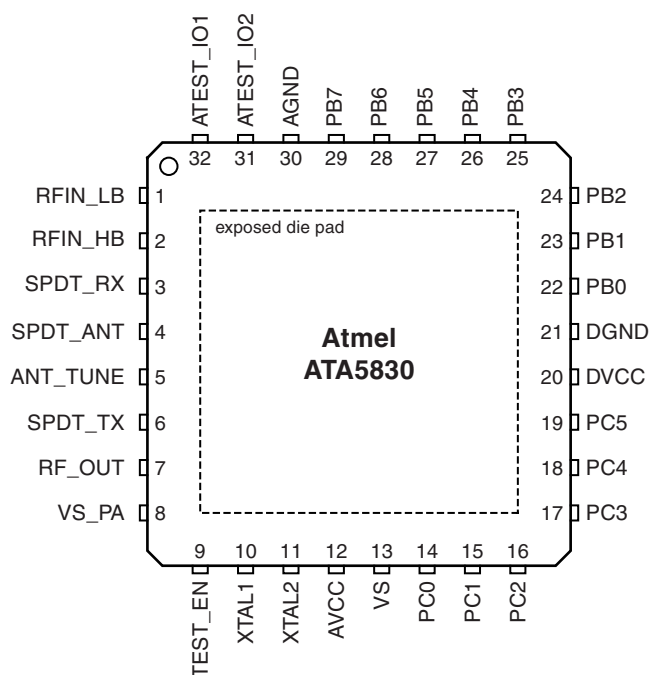 ATEST_IO1
ATEST_IO2
AGND
PB7
PB6
PB5
PB4
PB3
32 31 30 29 28 27 26 25
RFIN_LB 1
RFIN_HB 2
SPDT_RX 3
SPDT_ANT 4
ANT_TUNE 5
SPDT_TX 6
RF_OUT 7
VS_PA 8
exposed die pad
Atmel
ATA5830
24 PB2
23 PB1
22 PB0
21 DGND
20 DVCC
19 PC5
18 PC4
17 PC3
9 10 11 12 13 14 15 16
TEST_EN
XTAL1
XTAL2
AVCC
VS
PC0
PC1
PC2